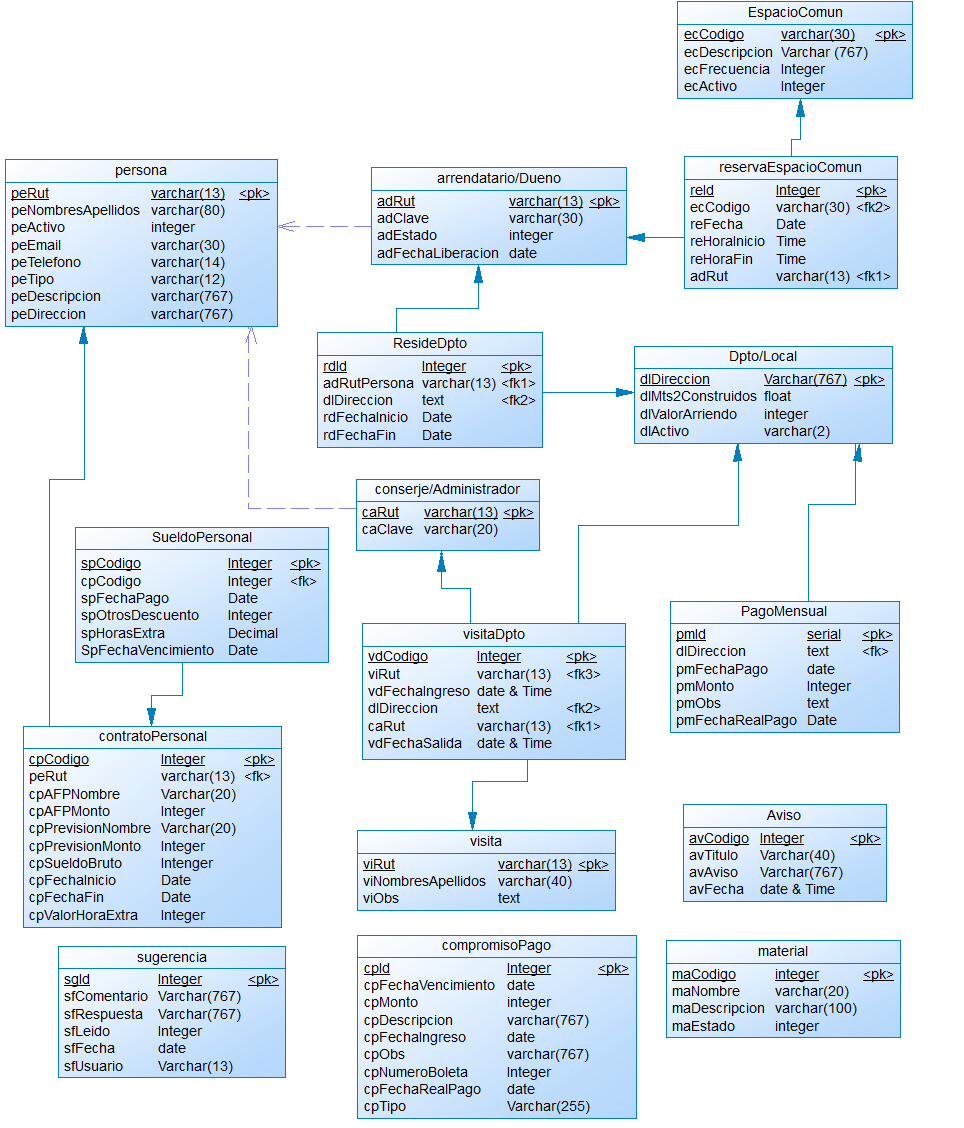 EspacioComun
ecCodigo varchar(30) <pk>
ecDescripcion Varchar (767)
ecFrecuencia Integer
ecActivo Integer
persona
peRut varchar(13) <pk>
peNombresApellidos varchar(80)
peActivo integer
peEmail varchar(30)
peTelefono varchar(14)
peTipo varchar(12)
peDescripcion varchar(767)
peDireccion varchar(767)
arrendatario/Dueno
adRut varchar(13) <pk>
adClave varchar(30)
adEstado integer
adFechaLiberacion date
reservaEspacioComun
reId Integer <pk>
ecCodigo varchar(30) <fk2>
reFecha Date
reHoraInicio Time
reHoraFin Time
adRut varchar(13) <fk1>
ResideDpto
rdId Integer <pk>
adRutPersona varchar(13) <fk1>
dlDireccion text <fk2>
rdFechaInicio Date
rdFechaFin Date
Dpto/Local
dlDireccion Varchar(767) <pk>
dlMts2Construidos float
dlValorArriendo integer
dlActivo varchar(2)
conserje/Administrador
caRut varchar(13) <pk>
caClave varchar(20)
SueldoPersonal
spCodigo Integer <pk>
cpCodigo Integer <fk>
spFechaPago Date
spOtrosDescuento Integer
spHorasExtra Decimal
SpFechaVencimiento Date
visitaDpto
vdCodigo Integer <pk>
viRut varchar(13) <fk3>
vdFechaIngreso date & Time
dlDireccion text <fk2>
caRut varchar(13) <fk1>
vdFechaSalida date & Time
PagoMensual
pmId serial <pk>
dlDireccion text <fk>
pmFechaPago date
pmMonto Integer
pmObs text
pmFechaRealPago Date
contratoPersonal
cpCodigo Integer <pk>
peRut varchar(13) <fk>
cpAFPNombre Varchar(20)
cpAFPMonto Integer
cpPrevisionNombre Varchar(20)
cpPrevisionMonto Integer
cpSueldoBruto Intenger
cpFechaInicio Date
cpFechaFin Date
cpValorHoraExtra Integer
visita
viRut varchar(13) <pk>
viNombresApellidos varchar(40)
viObs text
Aviso
avCodigo Integer <pk>
avTitulo Varchar(40)
avAviso Varchar(767)
avFecha date & Time
sugerencia
sgId Integer <pk>
sfComentario Varchar(767)
sfRespuesta Varchar(767)
sfLeido Integer
sfFecha date
sfUsuario Varchar(13)
compromisoPago
cpId Integer <pk>
cpFechaVencimiento date
cpMonto integer
cpDescripcion varchar(767)
cpFechaIngreso date
cpObs varchar(767)
cpNumeroBoleta Integer
cpFechaRealPago date
cpTipo Varchar(255)
material
maCodigo integer <pk>
maNombre varchar(20)
maDescripcion varchar(100)
maEstado integer